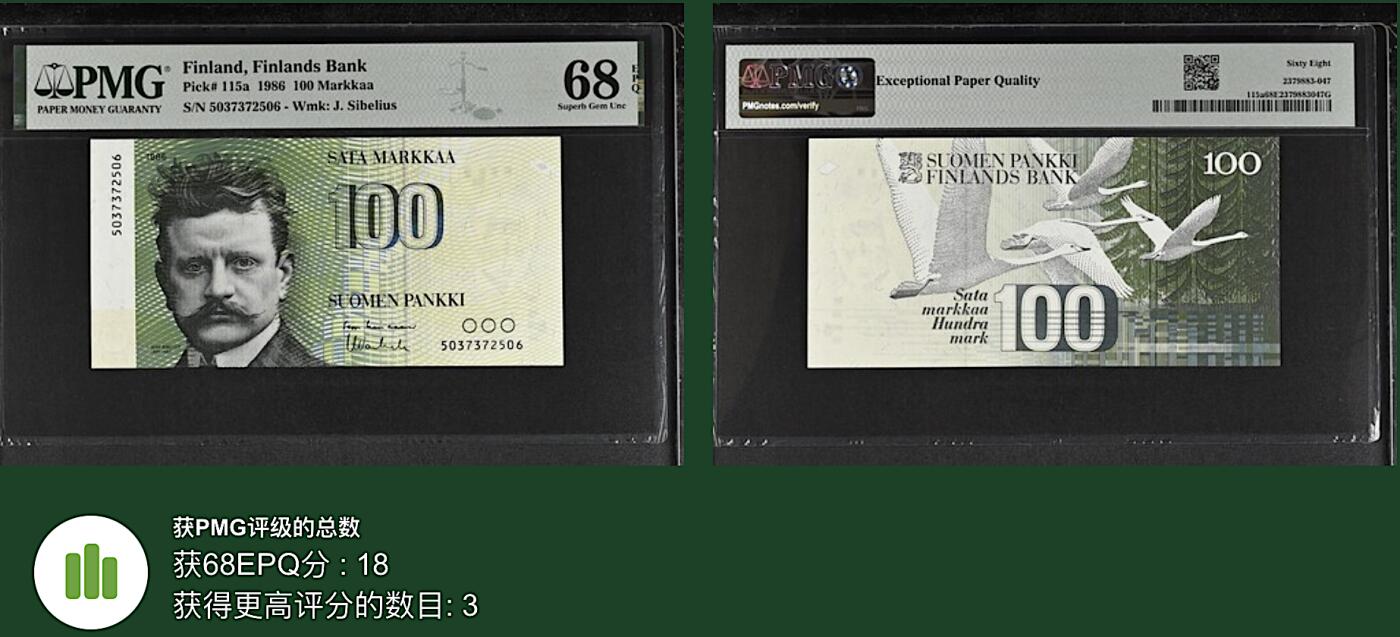 PMG
PAPER MONEY GUARANTY
Finland, Finlands Bank
Pick# 115a 1986 100 Markkaa
S/N 5037372506 - Wmk: J. Sibelius
68
Superb Gem Unc
E
P
Q
5037372506
1986
SATA MARKKAA
100
SUOMEN PANKKI
5037372506
PMG
PMGnotes.com/verify
Exceptional Paper Quality
Sixty Eight
2379883-047
115a68E2379883047G
SUOMEN PANKKI
FINLANDS BANK
100
Sata
markkaa
Hundra
mark
100
获PMG评级的总数
获68EPQ分 : 18
获得更高评分的数目: 3